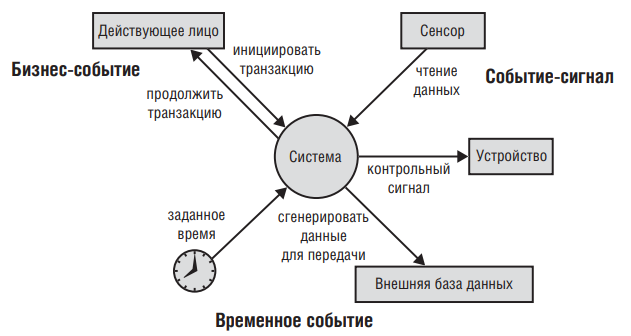 Действующее лицо
Сенсор
Бизнес-событие
инициировать
транзакцию
чтение
данных
Событие-сигнал
продолжить
транзакцию
Система
Устройство
контрольный
сигнал
заданное
время
сгенерировать
данные
для передачи
Внешняя база данных
Временное событие